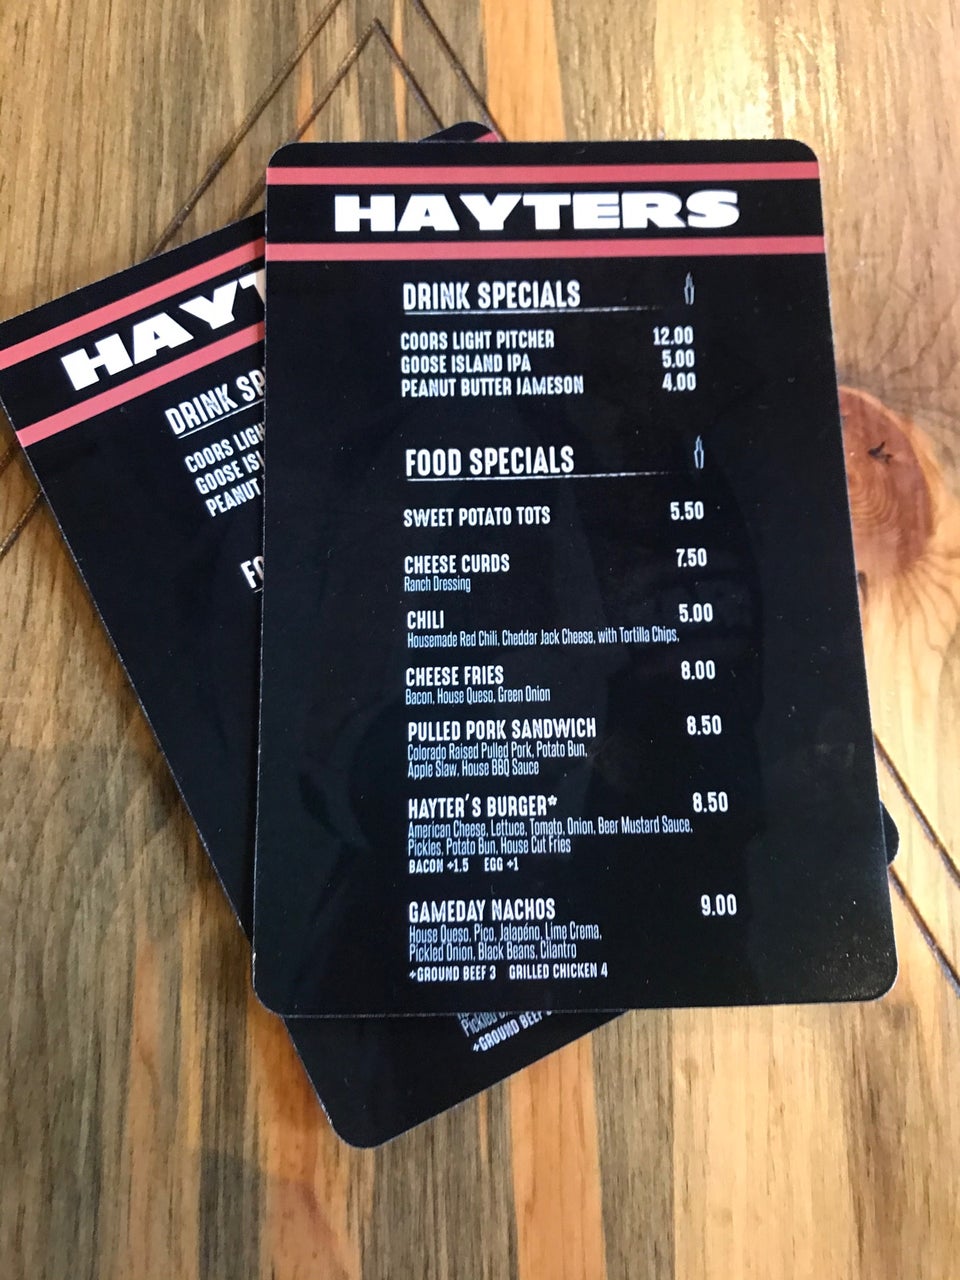 HAYTERS
DRINK SPECIALS
COORS LIGHT PITCHER 12.00
GOOSE ISLAND IPA 5.00
PEANUT BUTTER JAMESON 4.00
FOOD SPECIALS
SWEET POTATO TOTS 5.50
CHEESE CURDS 7.50
Ranch Dressing
CHILI 5.00
Housemade Red Chili, Cheddar Jack Cheese, with Tortilla Chips.
CHEESE FRIES 8.00
Bacon, House Queso, Green Onion
PULLED PORK SANDWICH 8.50
Colorado Raised Pulled Pork, Potato Bun,
Apple Slaw, House BBQ Sauce
HAYTER'S BURGER* 8.50
American Cheese, Lettuce, Tomato, Onion, Beer Mustard Sauce,
Pickles, Potato Bun, House Cut Fries
BACON +1.5 EGG +1
GAMEDAY NACHOS 9.00
House Queso, Pico, Jalapéno, Lime Crema,
Pickled Onion, Black Beans, Cilantro
+GROUND BEEF 3 GRILLED CHICKEN 4
HAYT
DRINK SP
COORS LIGH
GOOSE ISL
PEANUT
FO
Pickled
+GROUND BEEF